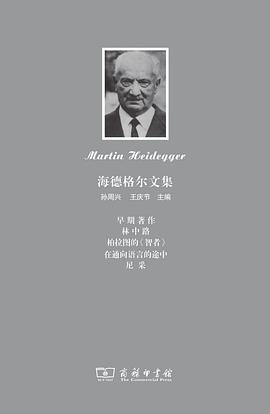 Martin Heidegger
海德格尔文集
孙周兴 王庆节 主编
早期著作
林中路
柏拉图的《智者》
在通向语言的途中
尼采
商务印书馆
The Commercial Press